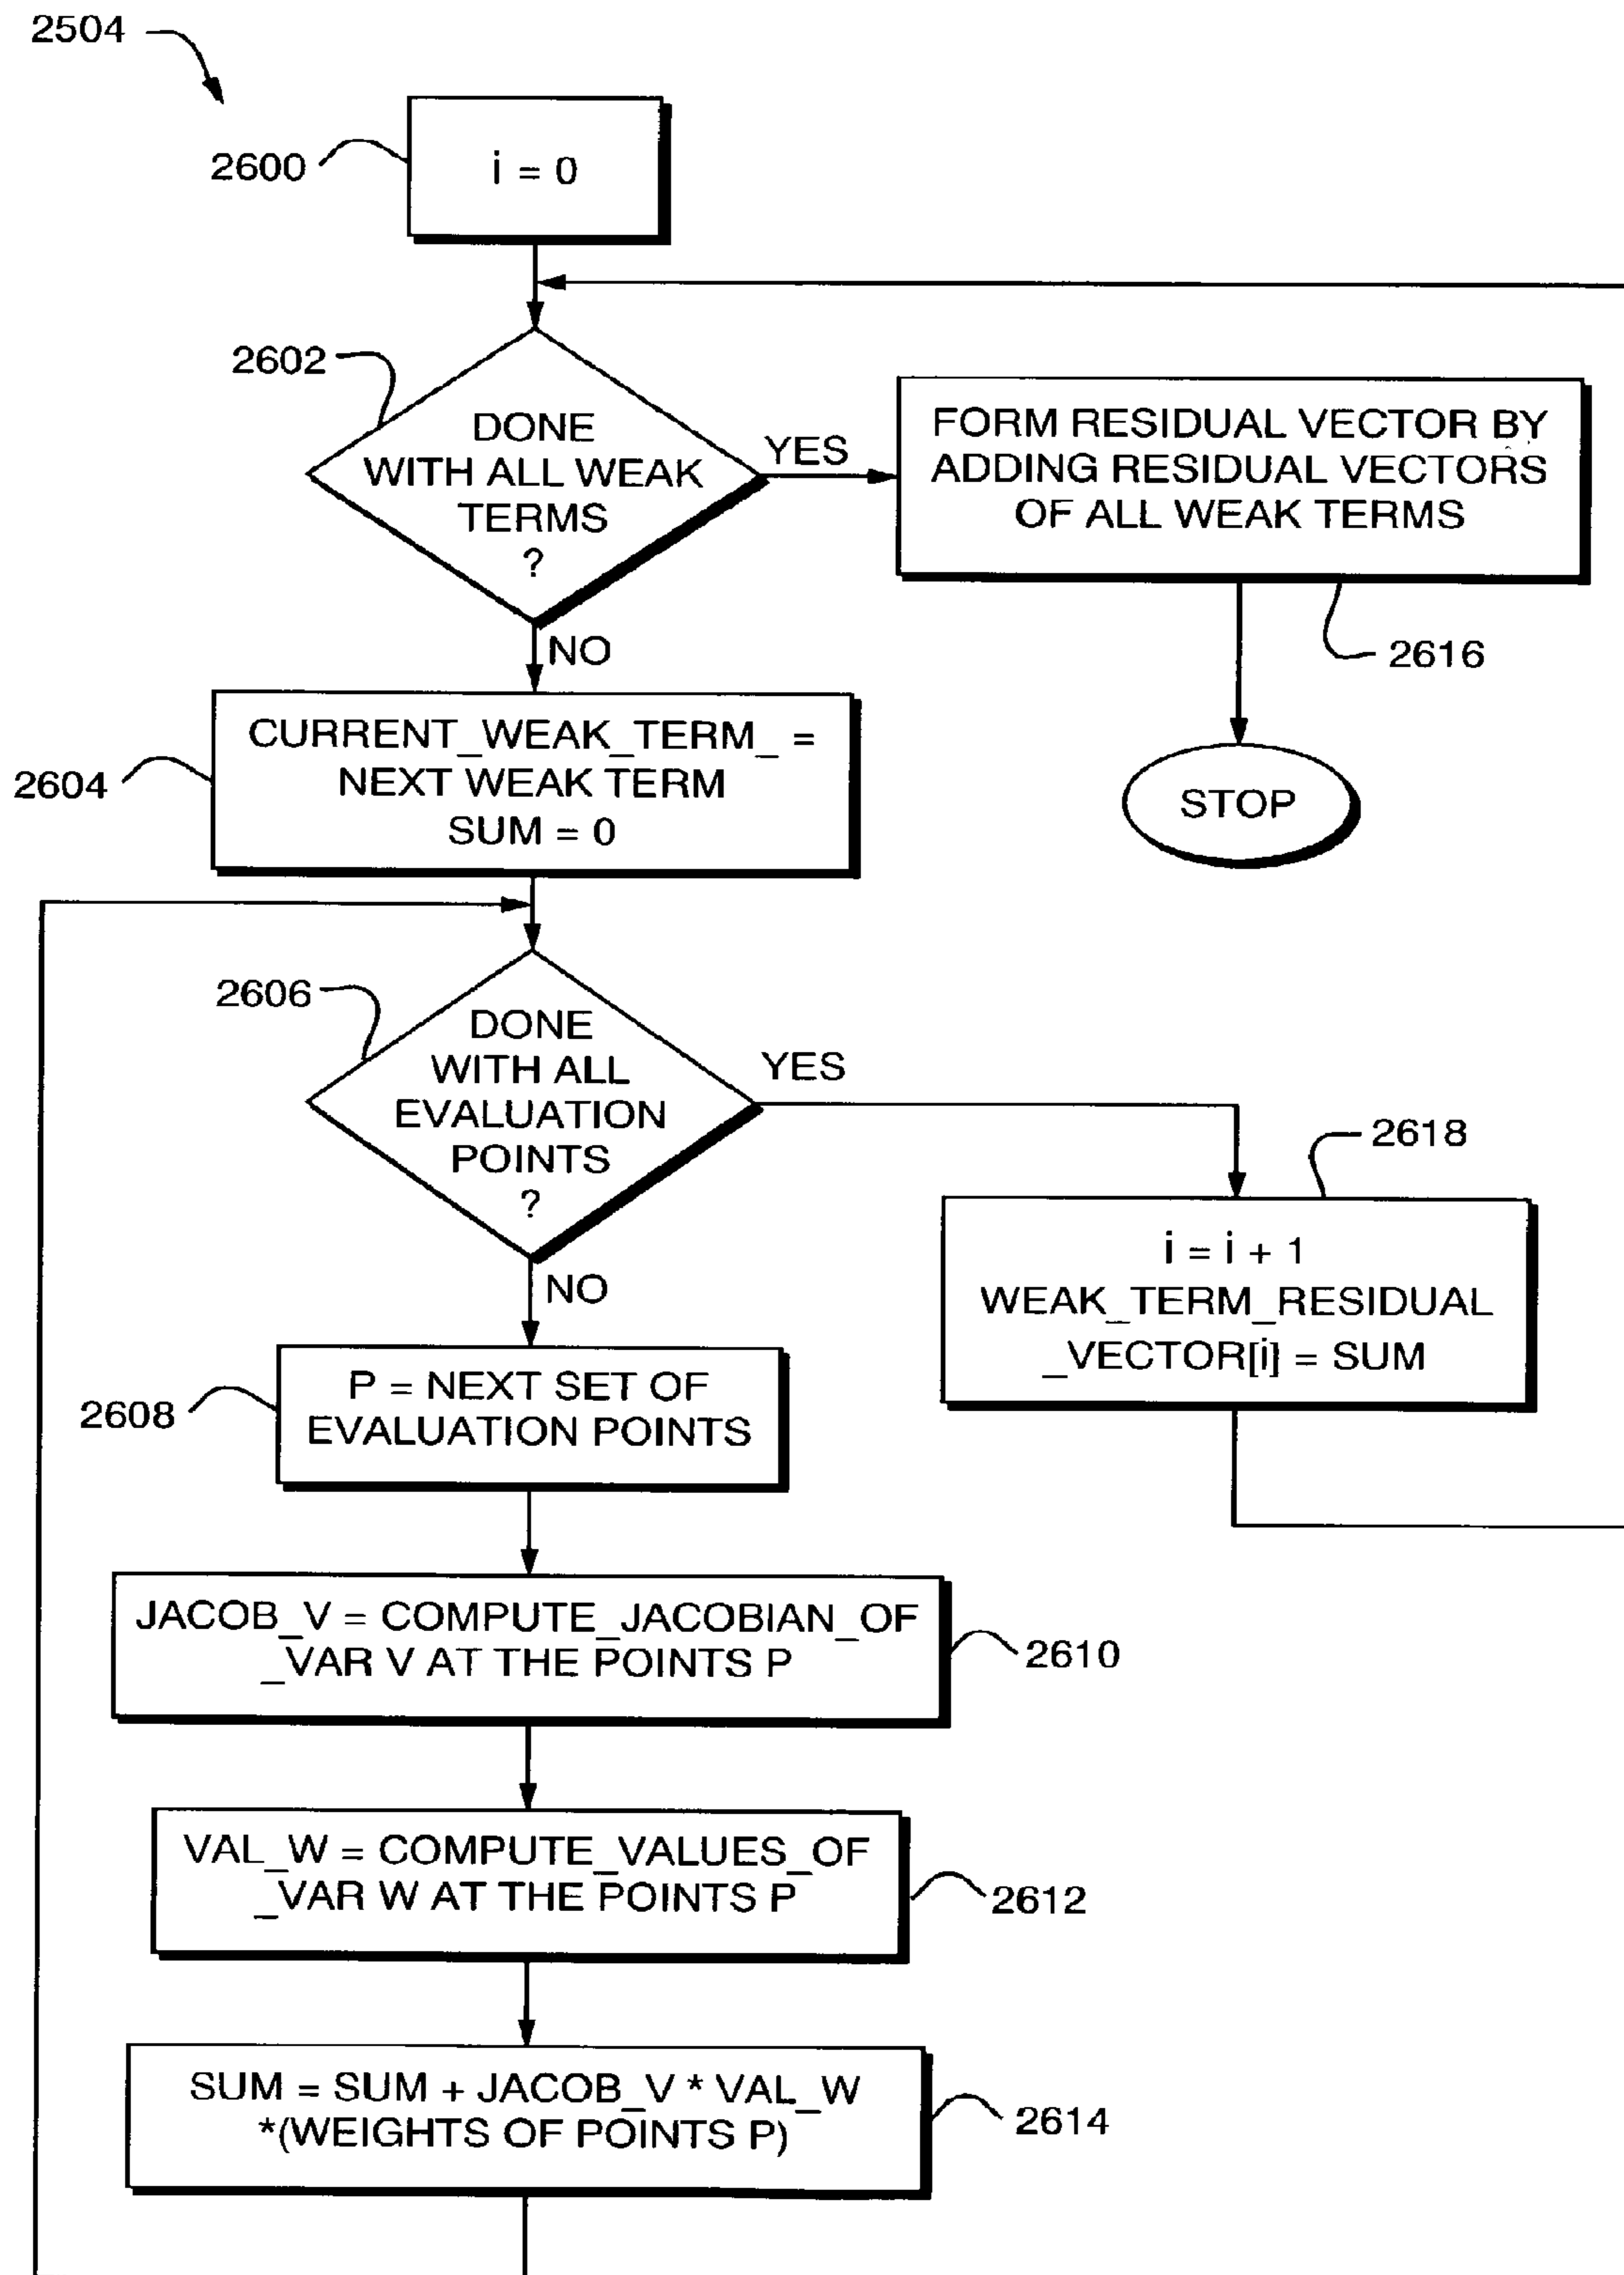 2504
2600
i = 0
2602
DONE
WITH ALL WEAK
TERMS
?
YES
FORM RESIDUAL VECTOR BY
ADDING RESIDUAL VECTORS
OF ALL WEAK TERMS
2616
STOP
NO
2604
CURRENT_WEAK_TERM_ =
NEXT WEAK TERM
SUM = 0
2606
DONE
WITH ALL
EVALUATION
POINTS
?
YES
2618
i = i + 1
WEAK_TERM_RESIDUAL
_VECTOR[i] = SUM
NO
2608
P = NEXT SET OF
EVALUATION POINTS
JACOB_V = COMPUTE_JACOBIAN_OF
_VAR V AT THE POINTS P
2610
VAL_W = COMPUTE_VALUES_OF
_VAR W AT THE POINTS P
2612
SUM = SUM + JACOB_V * VAL_W
*(WEIGHTS OF POINTS P)
2614